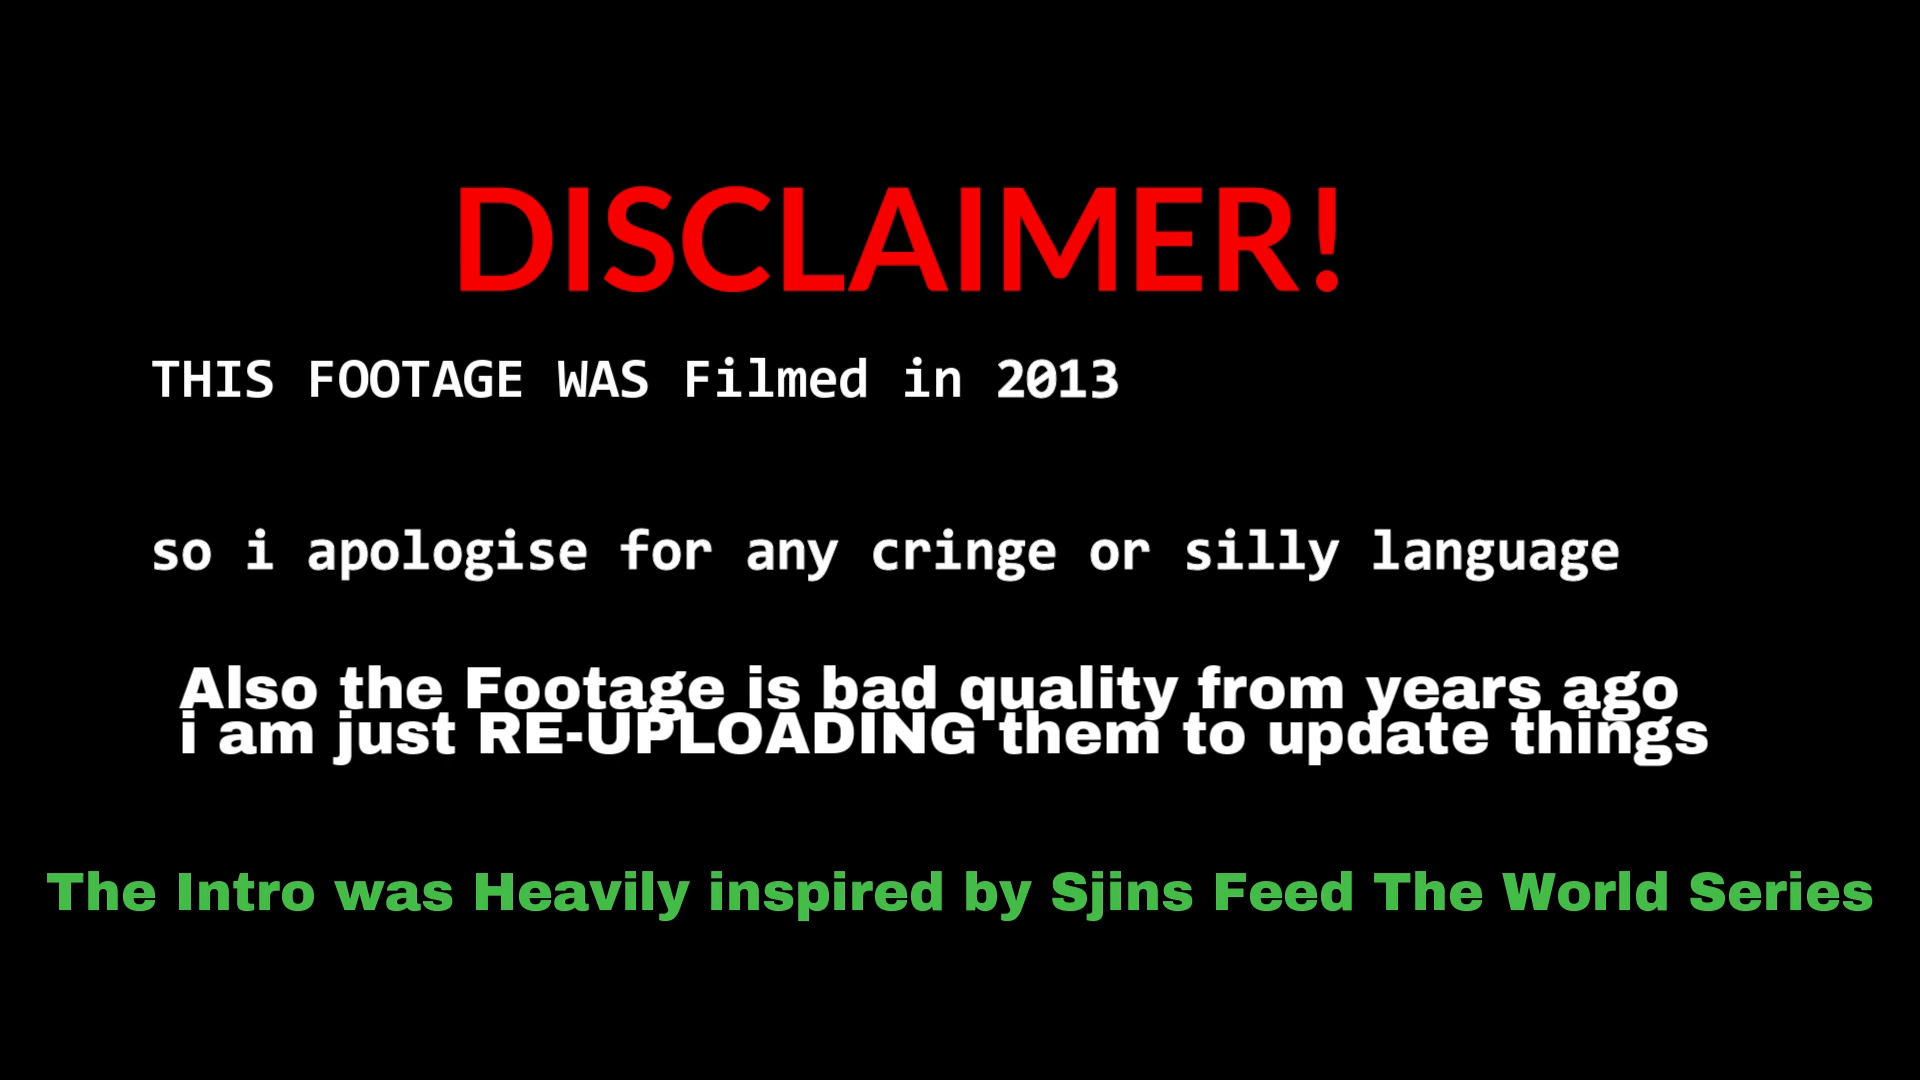 DISCLAIMER!
THIS FOOTAGE WAS Filmed in 2013
so i apologise for any cringe or silly language
Also the Footage is bad quality from years ago
i am just RE-UPLOADING them to update things
The Intro was Heavily inspired by Sjins Feed The World Series